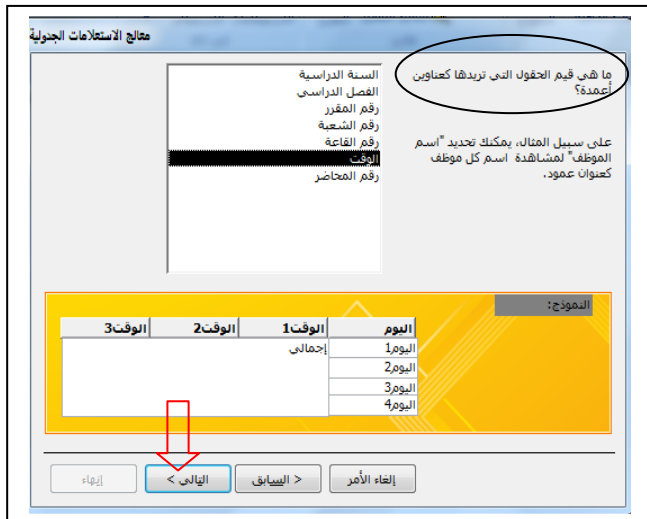 معالج الاستعلامات الجدولية
ما هي قيم الحقول التي تريدها كعناوين
أعمدة؟
على سبيل المثال، يمكنك تحديد "اسم
الموظف" لمشاهدة اسم كل موظف
كعنوان عمود.
السنة الدراسية
الفصل الدراسي
رقم المقرر
رقم الشعبة
رقم القاعة
الوقت
رقم المحاضر
النموذج:
اليوم الوقت1 الوقت2 الوقت3
اليوم1 إجمالي
اليوم2
اليوم3
اليوم4
إلغاء الأمر < السابق التالي > إنهاء